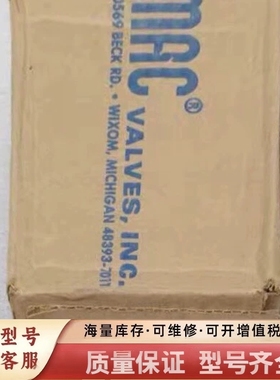 MAC®
VALVES, INC.
0569 BECK RD. • WIXOM, MICHIGAN 48393-7011
型号
客服
海量库存·可维修·可开增值税
质量保证 型号齐